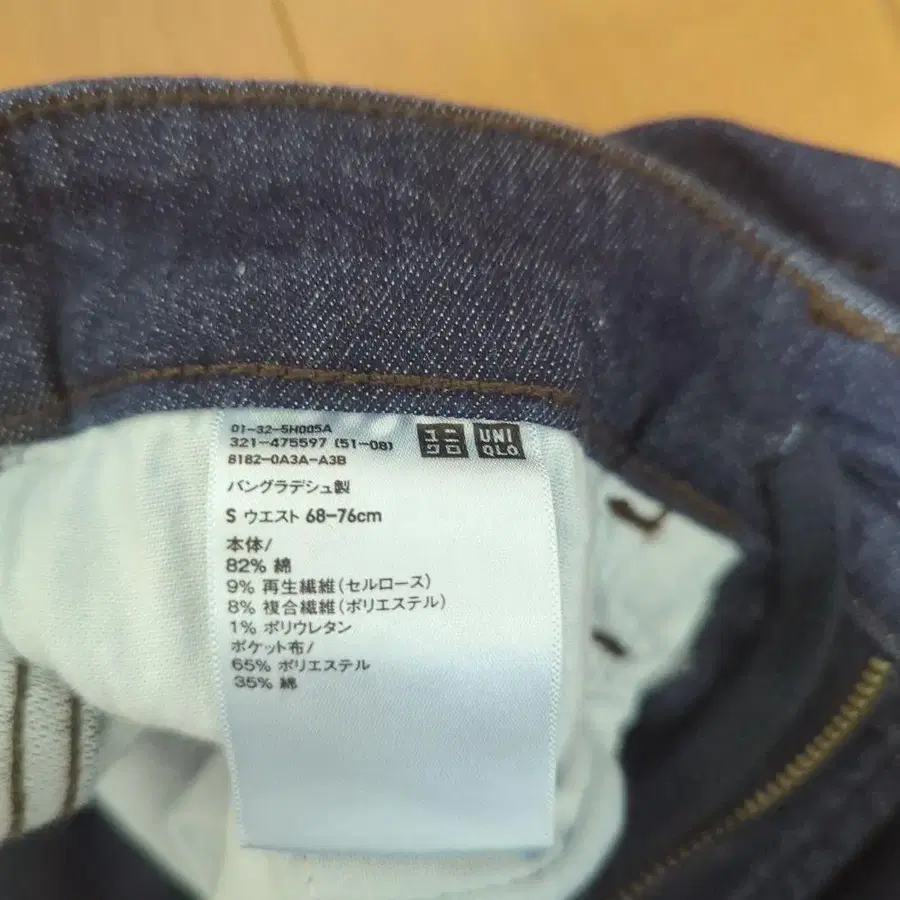 01-32-5H005A
321-475597 (51-08)
8182-0A3A-A3B
ユニ
クロ
UNI
QLO
バングラデシュ製
S ウエスト 68-76cm
本体/
82% 綿
9% 再生繊維(セルロース)
8% 複合繊維(ポリエステル)
1% ポリウレタン
ポケット布/
65% ポリエステル
35% 綿